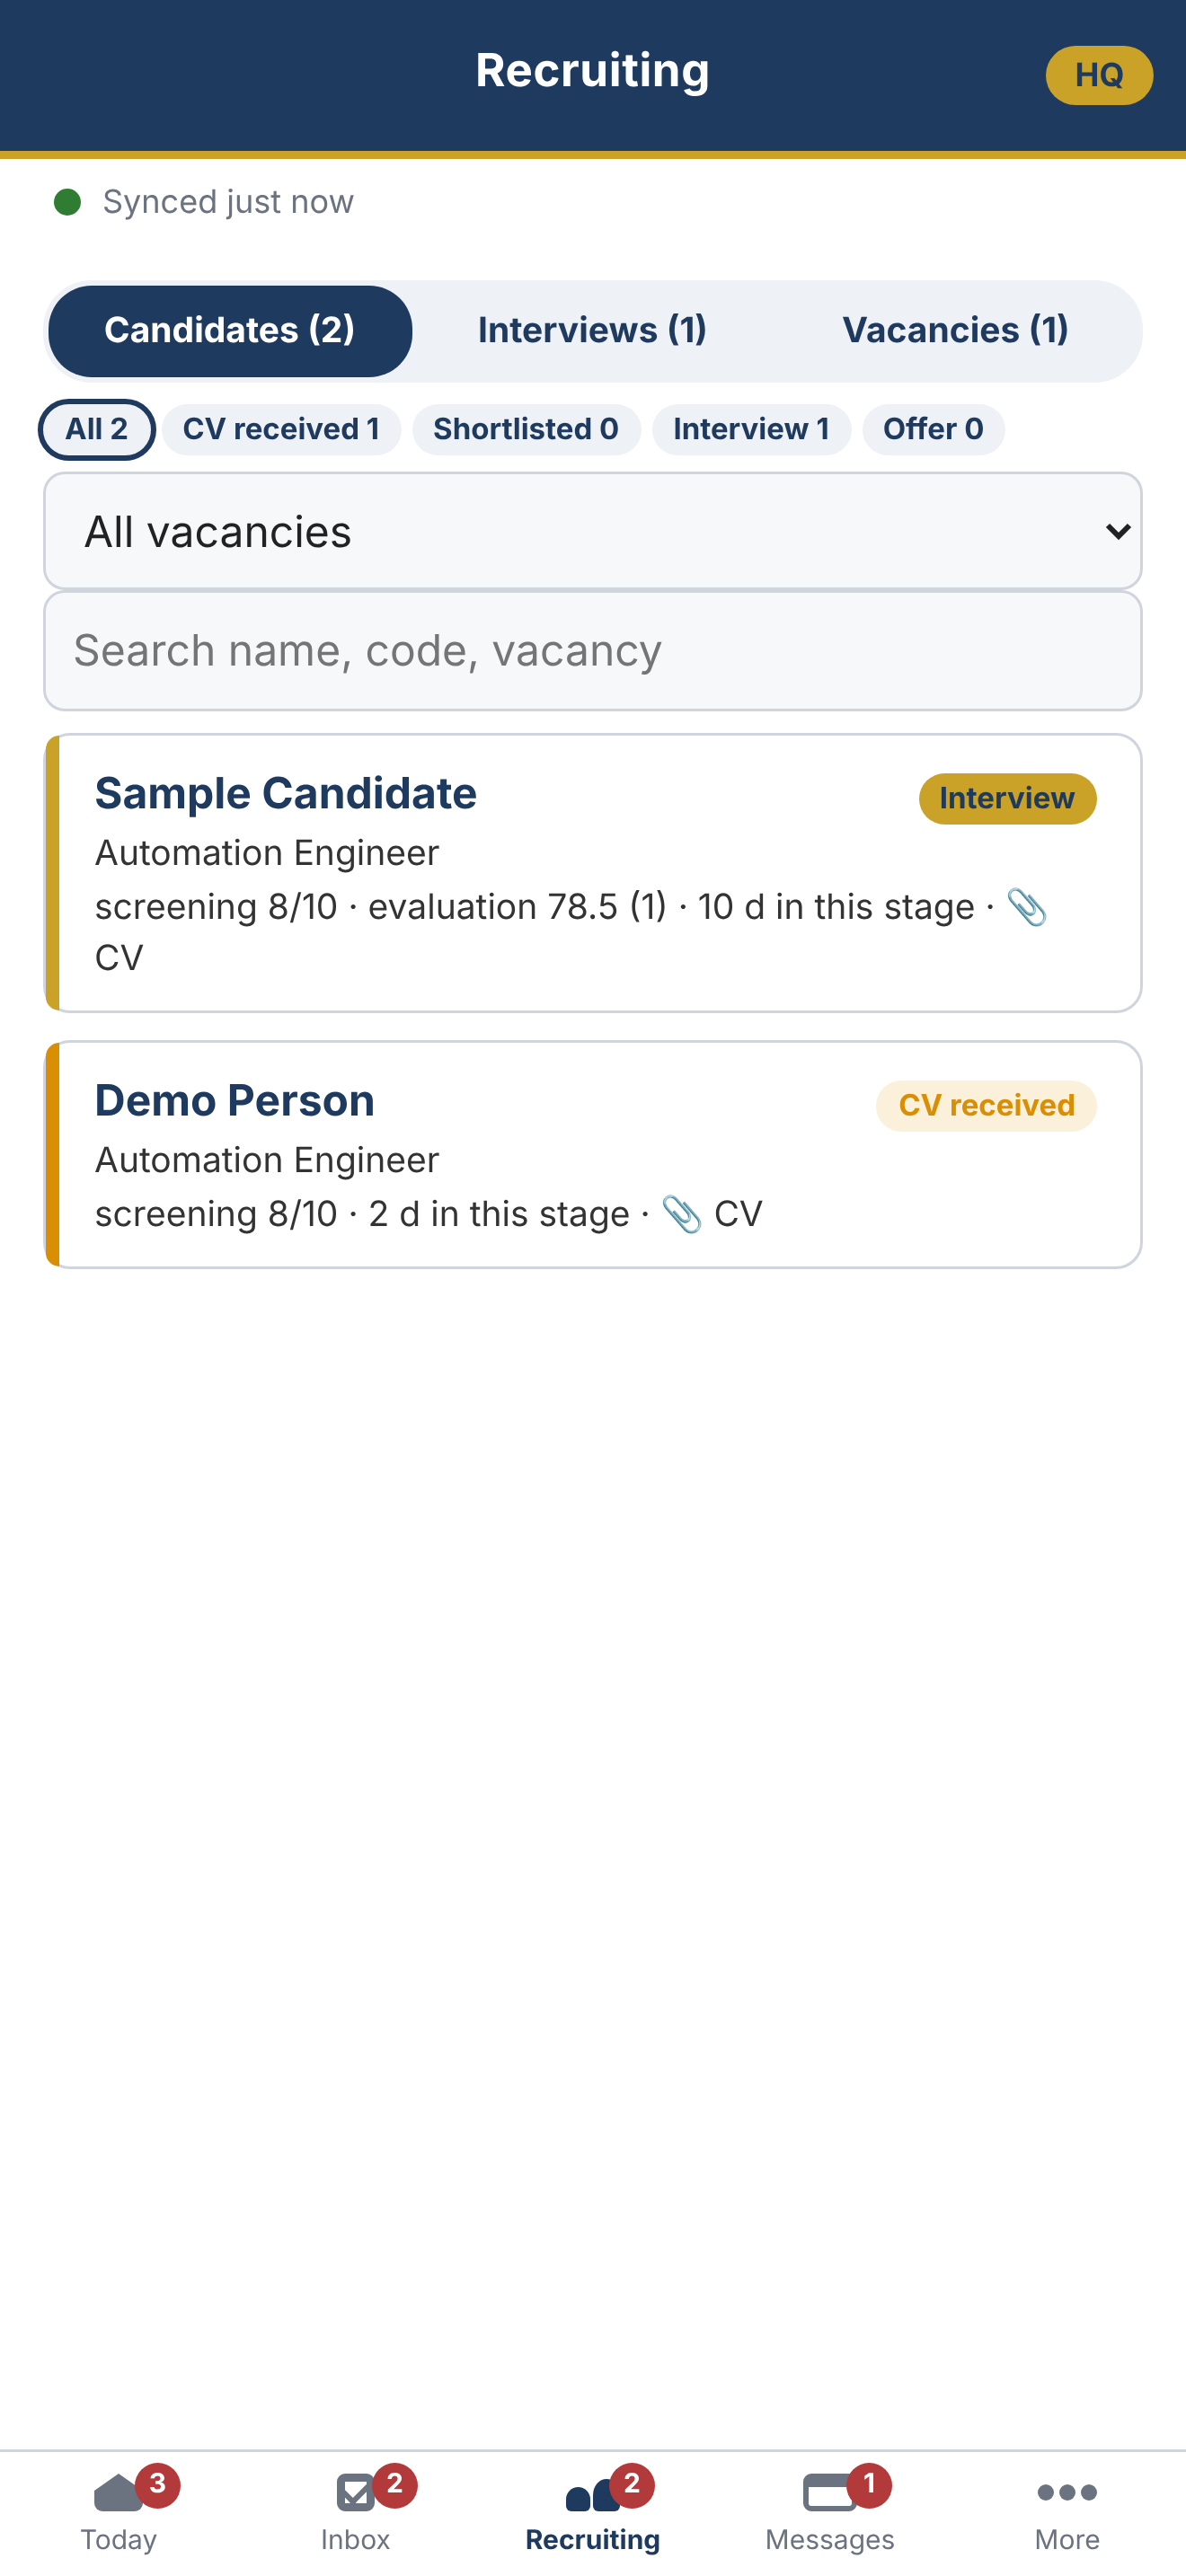 Recruiting
HQ
Synced just now
Candidates (2)
Interviews (1)
Vacancies (1)
All 2
CV received 1
Shortlisted 0
Interview 1
Offer 0
All vacancies
Search name, code, vacancy
Sample Candidate
Interview
Automation Engineer
screening 8/10 · evaluation 78.5 (1) · 10 d in this stage · 📎
CV
Demo Person
CV received
Automation Engineer
screening 8/10 · 2 d in this stage · 📎 CV
3
2
2
1
Today
Inbox
Recruiting
Messages
More